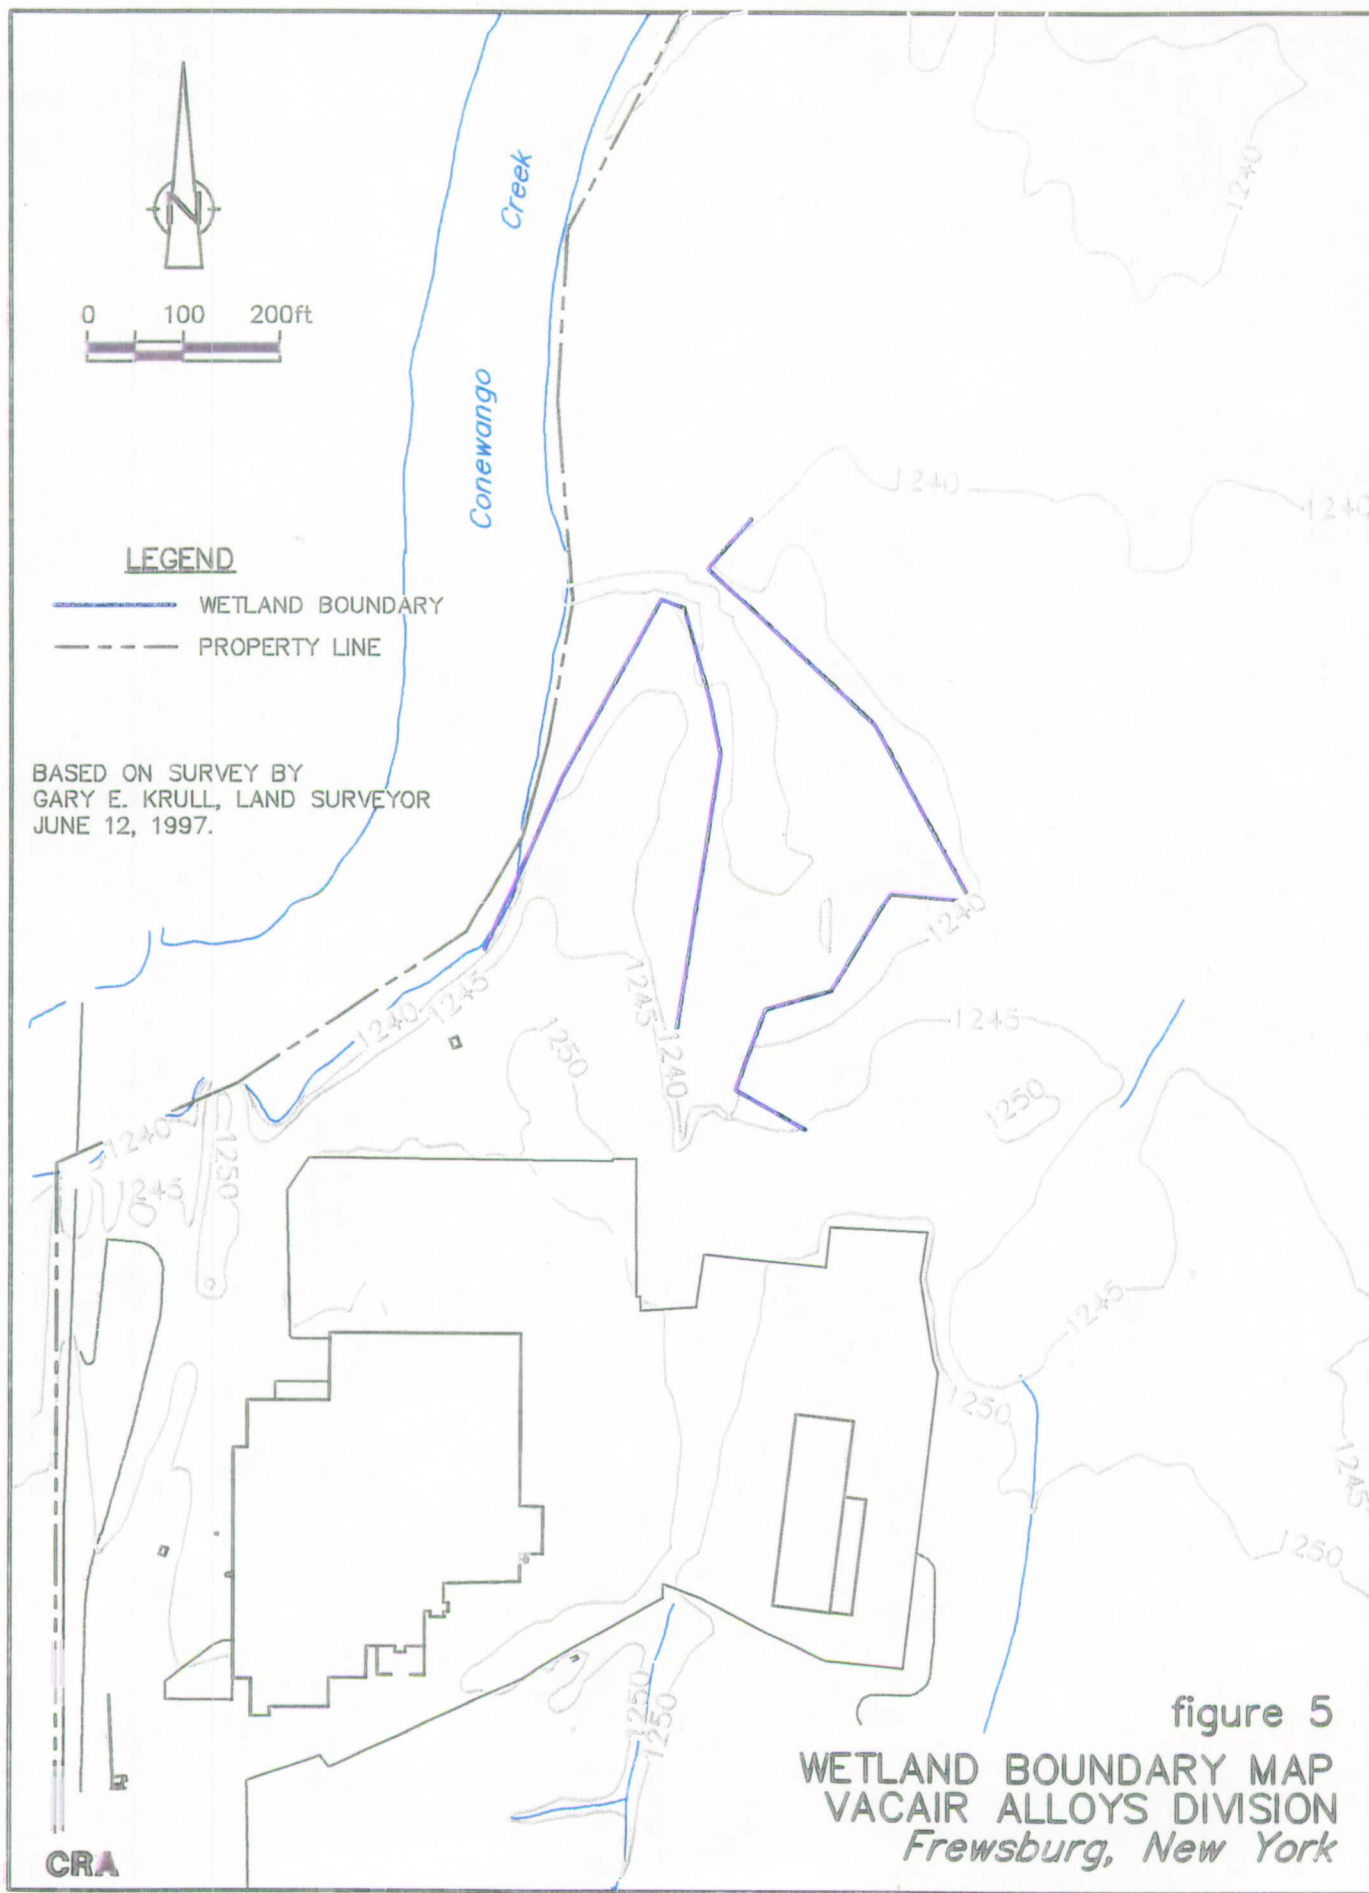 Creek
Conewango
N
0 100 200ft
LEGEND
WETLAND BOUNDARY
PROPERTY LINE
BASED ON SURVEY BY
GARY E. KRULL, LAND SURVEYOR
JUNE 12, 1997.
1240
1240
1240
1240
1245
1240
1245
1240
1250
1245
1240
1250
1240
1245
1250
1245
1250
1245
1250
1250
1250
figure 5
WETLAND BOUNDARY MAP
VACAIR ALLOYS DIVISION
Frewsburg, New York
CRA